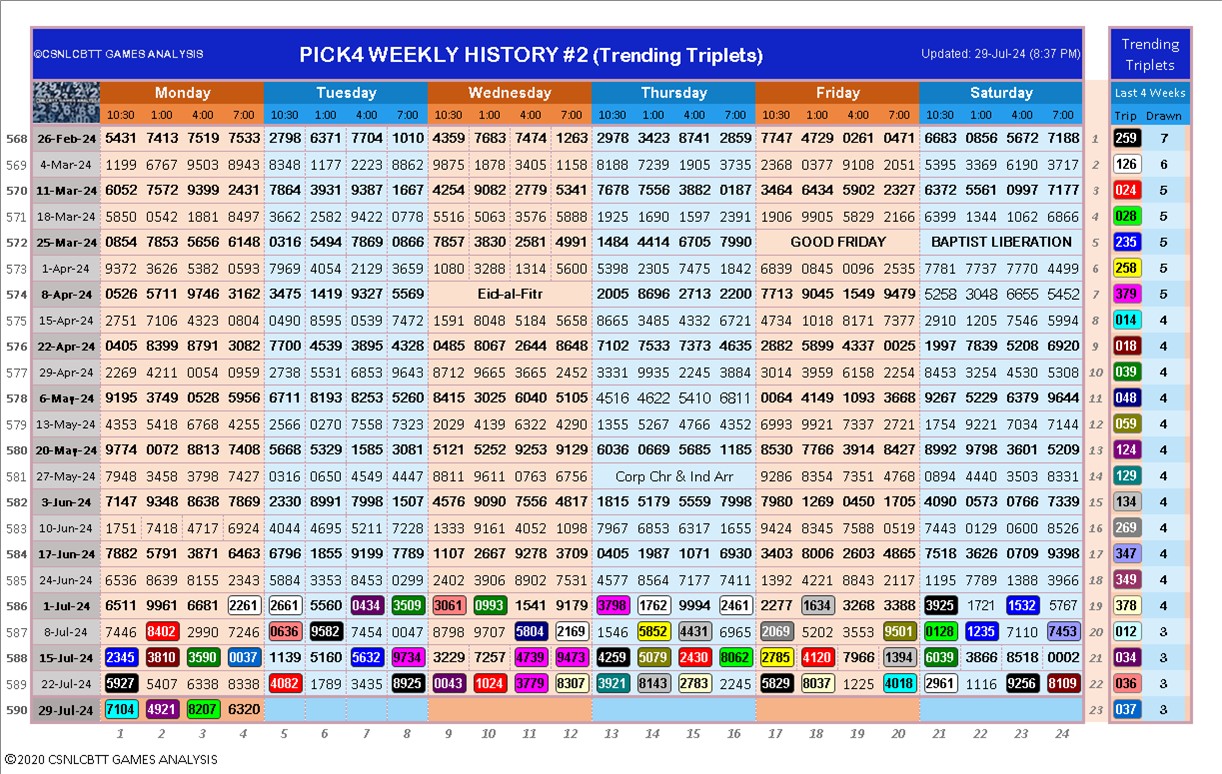 ©CSNLCBTT GAMES ANALYSIS PICK4 WEEKLY HISTORY #2 (Trending Triplets) Updated: 29-Jul-24 (8:37 PM) Trending Triplets
Monday Tuesday Wednesday Thursday Friday Saturday Last 4 Weeks
10:30 1:00 4:00 7:00 10:30 1:00 4:00 7:00 10:30 1:00 4:00 7:00 10:30 1:00 4:00 7:00 10:30 1:00 4:00 7:00 10:30 1:00 4:00 7:00 Trip Drawn
568 26-Feb-24 5431 7413 7519 7533 2798 6371 7704 1010 4359 7683 7474 1263 2978 3423 8741 2859 7747 4729 0261 0471 6683 0856 5672 7188 1 259 7
569 4-Mar-24 1199 6767 9503 8943 8348 1177 2223 8862 9875 1878 3405 1158 8188 7239 1905 3735 2368 0377 9108 2051 5395 3369 6190 3717 2 126 6
570 11-Mar-24 6052 7572 9399 2431 7864 3931 9387 1667 4254 9082 2779 5341 7678 7556 3882 0187 3464 6434 5902 2327 6372 5561 0997 7177 3 024 5
571 18-Mar-24 5850 0542 1881 8497 3662 2582 9422 0778 5516 5063 3576 5888 1925 1690 1597 2391 1906 9905 5829 2166 6399 1344 1062 6866 4 028 5
572 25-Mar-24 0854 7853 5656 6148 0316 5494 7869 0866 7857 3830 2581 4991 1484 4414 6705 7990 GOOD FRIDAY BAPTIST LIBERATION 5 235 5
573 1-Apr-24 9372 3626 5382 0593 7969 4054 2129 3659 1080 3288 1314 5600 5398 2305 7475 1842 6839 0845 0096 2535 7781 7737 7770 4499 6 258 5
574 8-Apr-24 0526 5711 9746 3162 3475 1419 9327 5569 Eid-al-Fitr 2005 8696 2713 2200 7713 9045 1549 9479 5258 3048 6655 5452 7 379 5
575 15-Apr-24 2751 7106 4323 0804 0490 8595 0539 7472 1591 8048 5184 5658 8665 3485 4332 6721 4734 1018 8171 7377 2910 1205 7546 5994 8 014 4
576 22-Apr-24 0405 8399 8791 3082 7700 4539 3895 4328 0485 8067 2644 8648 7102 7533 7373 4635 2882 5899 4337 0025 1997 7839 5208 6920 9 018 4
577 29-Apr-24 2269 4211 0054 0959 2738 5531 6853 9643 8712 9665 3665 2452 3331 9935 2245 3884 3014 3959 6158 2254 8453 3254 4530 5308 10 039 4
578 6-May-24 9195 3749 0528 5956 6711 8193 8253 5260 8415 3025 6040 5105 4516 4622 5410 6811 0064 4149 1093 3668 9267 5229 6379 9644 11 048 4
579 13-May-24 4353 5418 6768 4255 2566 0270 7558 7323 2029 4139 6322 4290 1355 5267 4766 4352 6993 9921 7337 2721 1754 9221 7034 7144 12 059 4
580 20-May-24 9774 0072 8813 7408 5668 5329 1585 3081 5121 5252 9253 9129 6036 0669 5685 1185 8530 7766 3914 8427 8992 9798 3601 5209 13 124 4
581 27-May-24 7948 3458 3798 7427 0316 0650 4549 4447 8811 9611 0763 6756 Corp Chr & Ind Arr 9286 8354 7351 4768 0894 4440 3503 8331 14 129 4
582 3-Jun-24 7147 9348 8638 7869 2330 8991 7998 1507 4576 9090 7556 4817 1815 5179 5559 7998 7980 1269 0450 1705 4090 0573 0766 7339 15 134 4
583 10-Jun-24 1751 7418 4717 6924 4044 4695 5211 7228 1333 9161 4052 1098 7967 6853 6317 1655 9424 8345 7588 0519 7443 0129 0600 8526 16 269 4
584 17-Jun-24 7882 5791 3871 6463 6796 1855 9199 7789 1107 2667 9278 3709 0405 1987 1071 6930 3403 8006 2603 4865 7518 3626 0709 9398 17 347 4
585 24-Jun-24 6536 8639 8155 2343 5884 3353 8453 0299 2402 3906 8902 7531 4577 8564 7177 7411 1392 4221 8843 2117 1195 7789 1388 3966 18 349 4
586 1-Jul-24 6511 9961 6681 2261 2661 5560 0434 3509 3061 0993 1541 9179 3798 1762 9994 2461 2277 1634 3268 3388 3925 1721 1532 5767 19 378 4
587 8-Jul-24 7446 8402 2990 7246 0636 9582 7454 0047 8798 9707 5804 2169 1546 5852 4431 6965 2069 5202 3553 9501 0128 1235 7110 7453 20 012 3
588 15-Jul-24 2345 3810 3590 0037 1139 5160 5632 9734 3229 7257 4739 9473 4259 5079 2430 8062 2785 4120 7966 1394 6039 3866 8518 0002 21 034 3
589 22-Jul-24 5927 5407 6338 8338 4082 1789 3435 8925 0043 1024 3779 8307 3921 8143 2783 2245 5829 8037 1225 4018 2961 1116 9256 8109 22 036 3
590 29-Jul-24 7104 4921 8207 6320 23 037 3
1 2 3 4 5 6 7 8 9 10 11 12 13 14 15 16 17 18 19 20 21 22 23 24
©2020 CSNLCBTT GAMES ANALYSIS